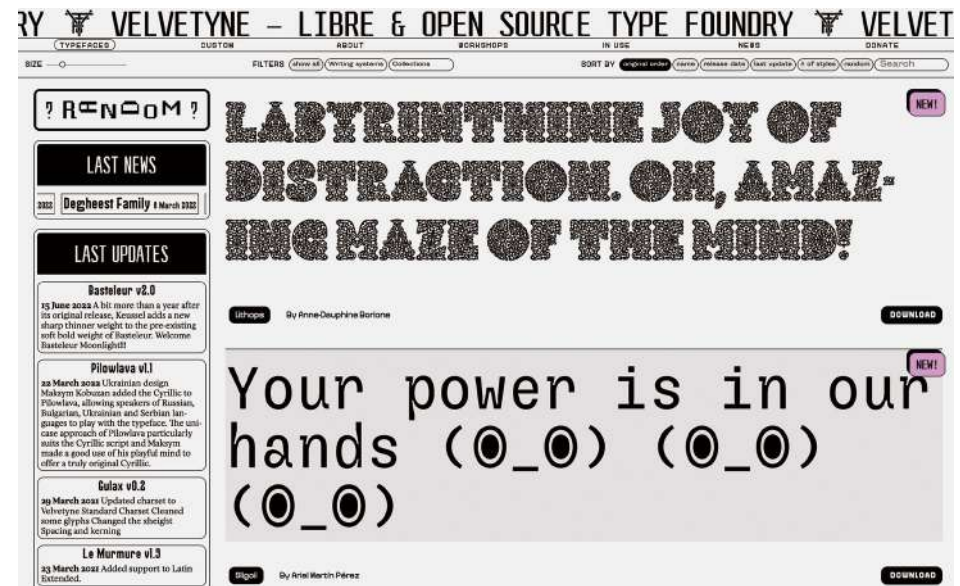 RY VELVETYNE – LIBRE & OPEN SOURCE TYPE FOUNDRY VELVET
TYPEFACES CUSTOM ABOUT WORKSHOPS IN USE NEWS DONATE
SIZE FILTERS show all Writing systems Collections SORT BY original order name release date last update # of styles random Search
? RANDOM ?
LAST NEWS
2022 Degheest Family 8 March 2022
LAST UPDATES
Basteleur v2.0
15 June 2022 A bit more than a year after
its original release, Keussel adds a new
sharp thinner weight to the pre-existing
soft bold weight of Basteleur. Welcome
Basteleur Moonlight!!
Pilowlava v1.1
22 March 2022 Ukrainian design
Maksym Kobuzan added the Cyrillic to
Pilowlava, allowing speakers of Russian,
Bulgarian, Ukrainian and Serbian lan-
guages to play with the typeface. The uni-
case approach of Pilowlava particularly
suits the Cyrillic script and Maksym
made a good use of his playful mind to
offer a truly original Cyrillic.
Gulax v0.2
29 March 2021 Updated charset to
Velvetyne Standard Charset Cleaned
some glyphs Changed the xheight
Spacing and kerning
Le Murmure v1.3
23 March 2021 Added support to Latin
Extended.
NEW!
LABYRINTHINE JOY OF
DISTRACTION. OH, AMAZ-
ING MAZE OF THE MIND!
Lithops By Anne-Dauphine Borione DOWNLOAD
NEW!
Your power is in our
hands (0_0) (0_0)
(0_0)
Bigoii By Ariel Martín Pérez DOWNLOAD